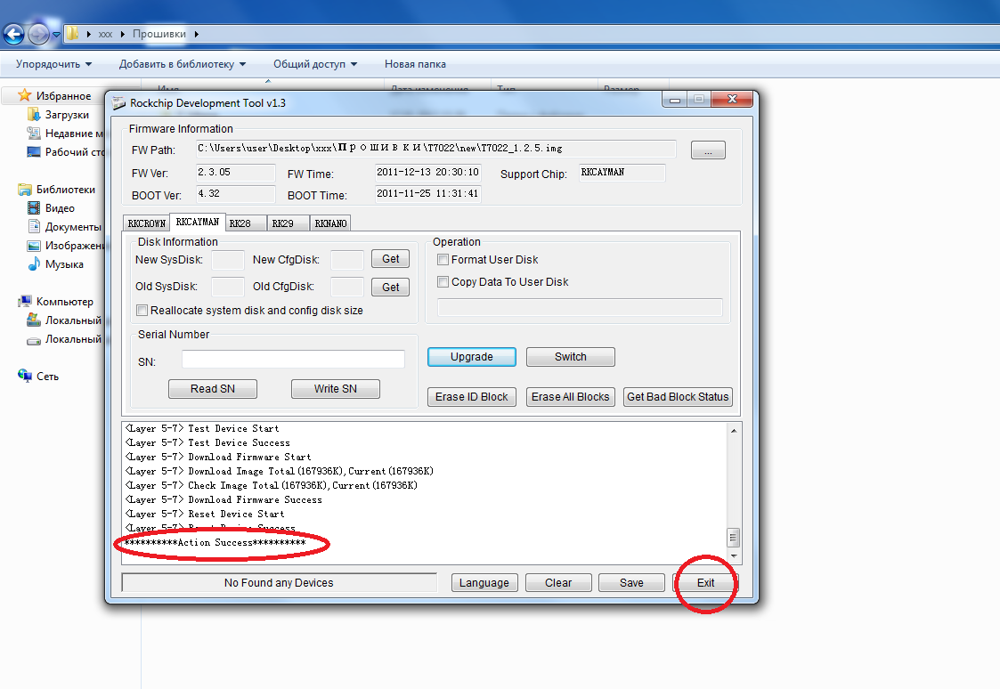 xxx Прошивки
Упорядочить Добавить в библиотеку Общий доступ Новая папка
Имя Дата изменения Тип Размер
Избранное
Загрузки
Недавние м
Рабочий сто
Библиотеки
Видео
Документы
Изображени
Музыка
Компьютер
Локальный
Локальный
Сеть
Rockchip Development Tool v1.3
Firmware Information
FW Path: C:\Users\user\Desktop\xxx\Прошивки\T7022\new\T7022_1.2.5.img ...
FW Ver: 2.3.05 FW Time: 2011-12-13 20:30:10 Support Chip: RKCAYMAN
BOOT Ver: 4.32 BOOT Time: 2011-11-25 11:31:41
RKCROWN RKCAYMAN RK28 RK29 RKNANO
Disk Information
New SysDisk: New CfgDisk: Get
Old SysDisk: Old CfgDisk: Get
Reallocate system disk and config disk size
Operation
Format User Disk
Copy Data To User Disk
Serial Number
SN:
Read SN Write SN
Upgrade Switch
Erase ID Block Erase All Blocks Get Bad Block Status
<Layer 5-7> Test Device Start
<Layer 5-7> Test Device Success
<Layer 5-7> Download Firmware Start
<Layer 5-7> Download Image Total(167936K),Current(167936K)
<Layer 5-7> Check Image Total(167936K),Current(167936K)
<Layer 5-7> Download Firmware Success
<Layer 5-7> Reset Device Start
<Layer 5-7> Reset Device Success
**********Action Success**********
No Found any Devices Language Clear Save Exit